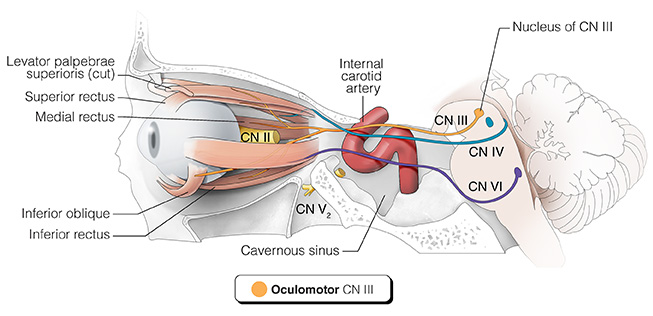 Nucleus of CN III
Levator palpebrae
superioris (cut)
Superior rectus
Medial rectus
Internal
carotid
artery
CN III
CN II
CN IV
CN VI
Inferior oblique
Inferior rectus
CN V2
Cavernous sinus
Oculomotor CN III